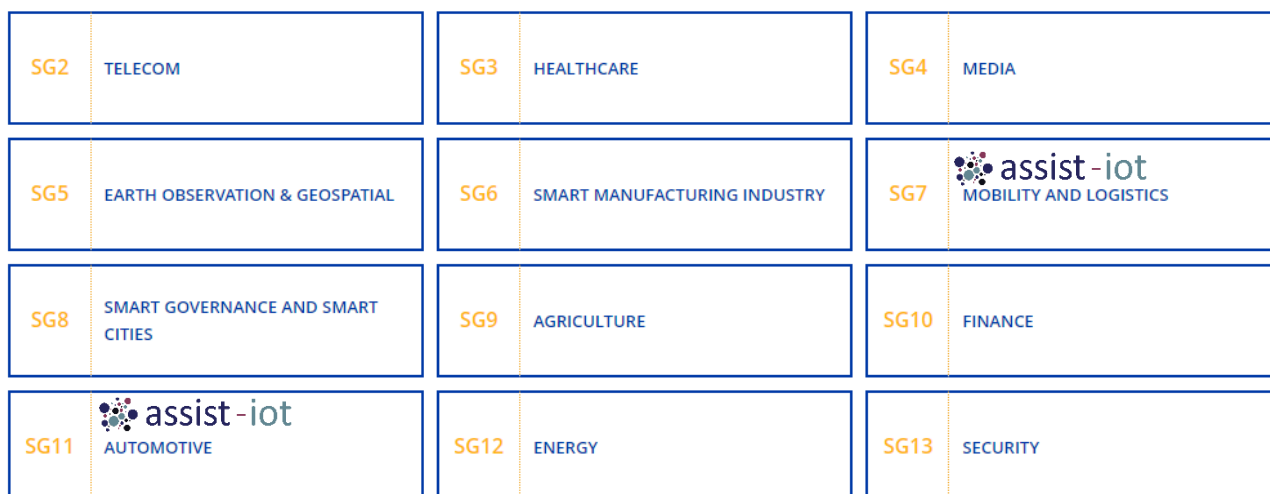 SG2 TELECOM
SG3 HEALTHCARE
SG4 MEDIA
SG5 EARTH OBSERVATION & GEOSPATIAL
SG6 SMART MANUFACTURING INDUSTRY
assist-iot
SG7 MOBILITY AND LOGISTICS
SG8 SMART GOVERNANCE AND SMART
CITIES
SG9 AGRICULTURE
SG10 FINANCE
assist-iot
SG11 AUTOMOTIVE
SG12 ENERGY
SG13 SECURITY